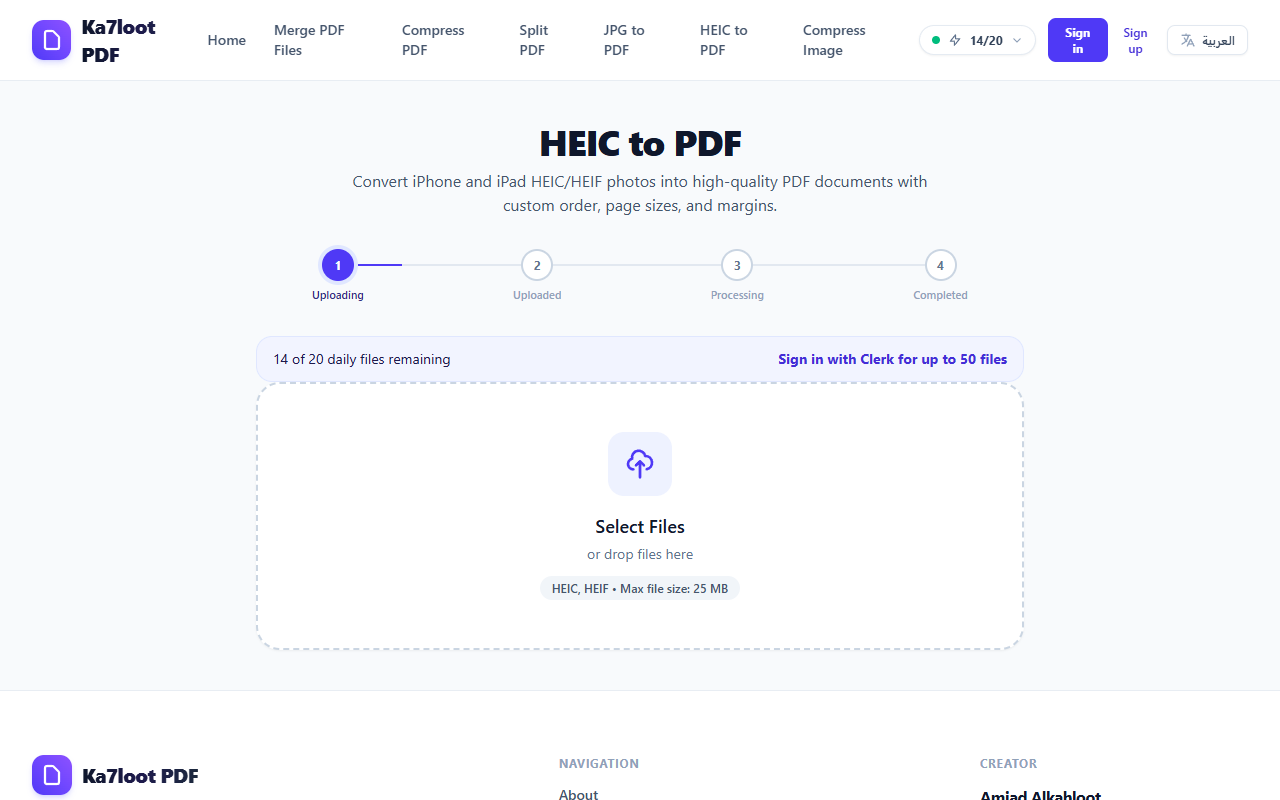 Ka7loot
PDF
Home
Merge PDF
Files
Compress
PDF
Split
PDF
JPG to
PDF
HEIC to
PDF
Compress
Image
14/20
Sign
in
Sign
up
العربية
HEIC to PDF
Convert iPhone and iPad HEIC/HEIF photos into high-quality PDF documents with
custom order, page sizes, and margins.
1
2
3
4
Uploading
Uploaded
Processing
Completed
14 of 20 daily files remaining
Sign in with Clerk for up to 50 files
Select Files
or drop files here
HEIC, HEIF • Max file size: 25 MB
Ka7loot PDF
NAVIGATION
About
CREATOR
Amjad Alkahloot